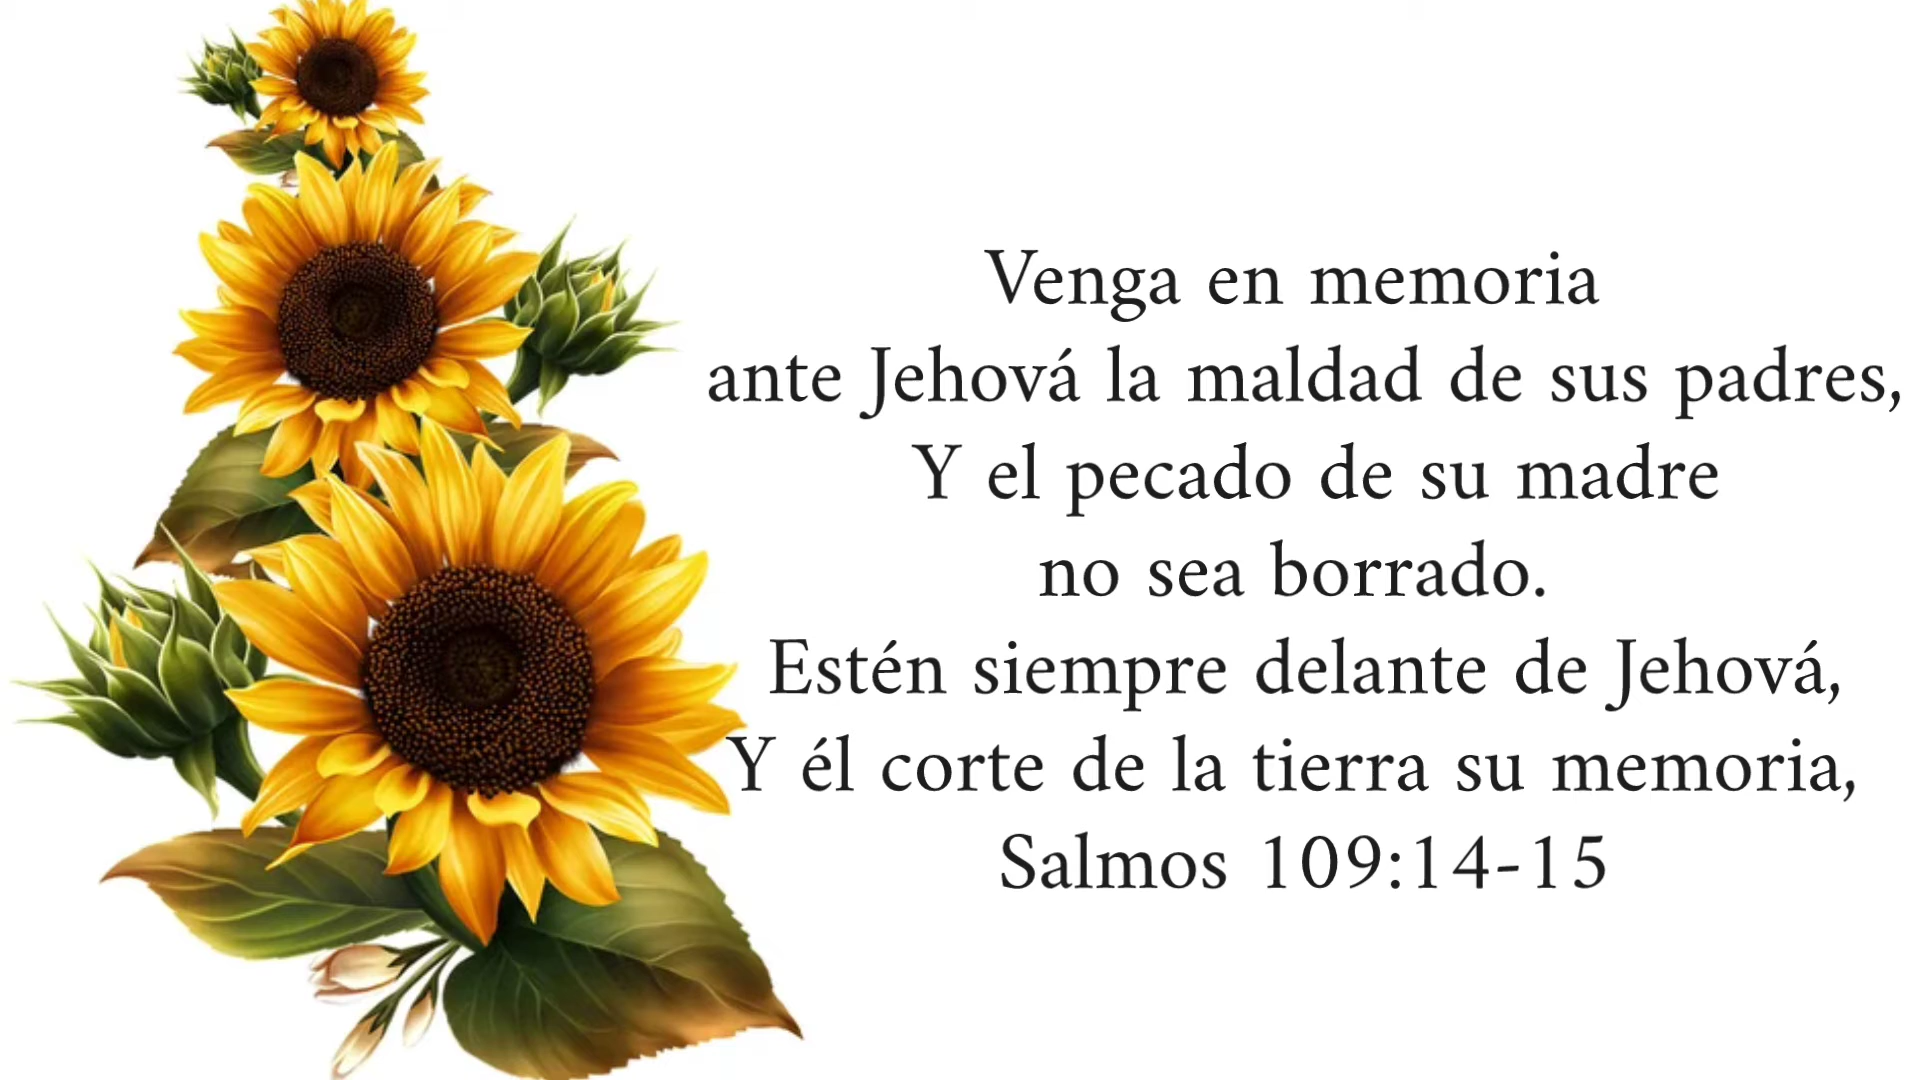 Venga en memoria
ante Jehová la maldad de sus padres,
Y el pecado de su madre
no sea borrado.
Estén siempre delante de Jehová,
Y él corte de la tierra su memoria,
Salmos 109:14-15